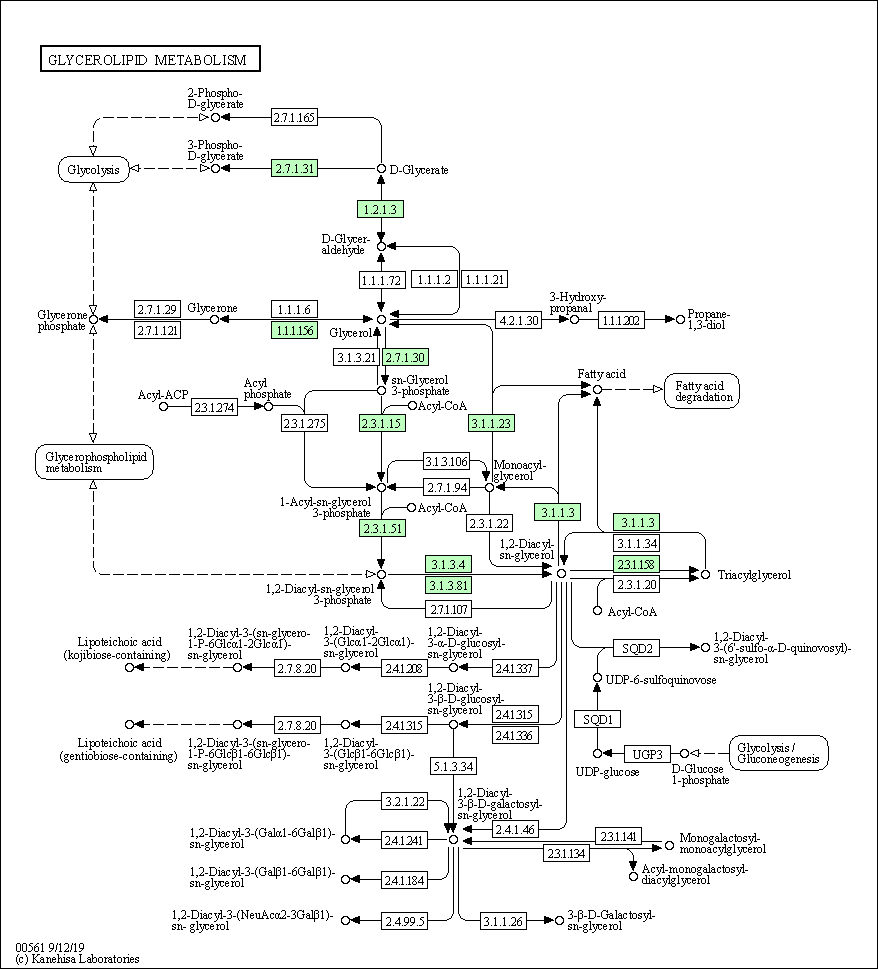 GLYCEROLIPID METABOLISM
2-Phospho-
D-glycerate
2.7.1.165
3-Phospho-
D-glycerate
Glycolysis
2.7.1.31
D-Glycerate
1.2.1.3
D-Glycer-
aldehyde
1.1.1.72
1.1.1.2
1.1.1.21
Glycerone
phosphate
2.7.1.29
2.7.1.121
Glycerone
1.1.1.6
1.1.1.156
Glycerol
4.2.1.30
3-Hydroxy-
propanal
1.1.1202
Propane-
1,3-diol
3.1.3.21
2.7.1.30
sn-Glycerol
3-phosphate
Acyl-ACP
2.3.1.274
Acyl
phosphate
2.3.1.275
Acyl-CoA
2.3.1.15
3.1.1.23
Fatty acid
Fatty acid
degradation
Glycerophospholipid
metabolism
3.1.3.106
2.7.1.94
Monoacyl-
glycerol
1-Acyl-sn-glycerol
3-phosphate
Acyl-CoA
2.3.1.51
2.3.1.22
3.1.1.3
1,2-Diacyl-
sn-glycerol
3.1.1.3
3.1.1.34
2.3.1.158
2.3.1.20
Triacylglycerol
Acyl-CoA
3.1.3.4
3.1.3.81
2.7.1.107
1,2-Diacyl-sn-glycerol
3-phosphate
Lipoteichoic acid
(kojibiose-containing)
1,2-Diacyl-3-(sn-glycero-
1-P-6Glcα1-2Glcα1)-
sn-glycerol
2.7.8.20
1,2-Diacyl-
3-(Glcα1-2Glcα1)-
sn-glycerol
2.4.1.208
1,2-Diacyl-
3-α-D-glucosyl-
sn-glycerol
2.4.1.337
SQD2
1,2-Diacyl-
3-(6'-sulfo-α-D-quinovosyl)-
sn-glycerol
UDP-6-sulfoquinovose
SQD1
Lipoteichoic acid
(gentiobiose-containing)
1,2-Diacyl-3-(sn-glycero-
1-P-6Glcβ1-6Glcβ1)-
sn-glycerol
2.7.8.20
1,2-Diacyl-
3-(Glcβ1-6Glcβ1)-
sn-glycerol
2.4.1.315
1,2-Diacyl-
3-β-D-glucosyl-
sn-glycerol
2.4.1.315
2.4.1.336
UDP-glucose
UGP3
D-Glucose
1-phosphate
Glycolysis /
Gluconeogenesis
5.1.3.34
1,2-Diacyl-
3-β-D-galactosyl-
sn-glycerol
2.4.1.46
3.2.1.22
1,2-Diacyl-3-(Galα1-6Galβ1)-
sn-glycerol
2.4.1.241
2.3.1.141
2.3.1.134
Monogalactosyl-
monoacylglycerol
Acyl-monogalactosyl-
diacylglycerol
1,2-Diacyl-3-(Galβ1-6Galβ1)-
sn-glycerol
2.4.1.184
1,2-Diacyl-3-(NeuAcα2-3Galβ1)-
sn- glycerol
2.4.99.5
3.1.1.26
3-β-D-Galactosyl-
sn-glycerol
00561 9/12/19
(c) Kanehisa Laboratories